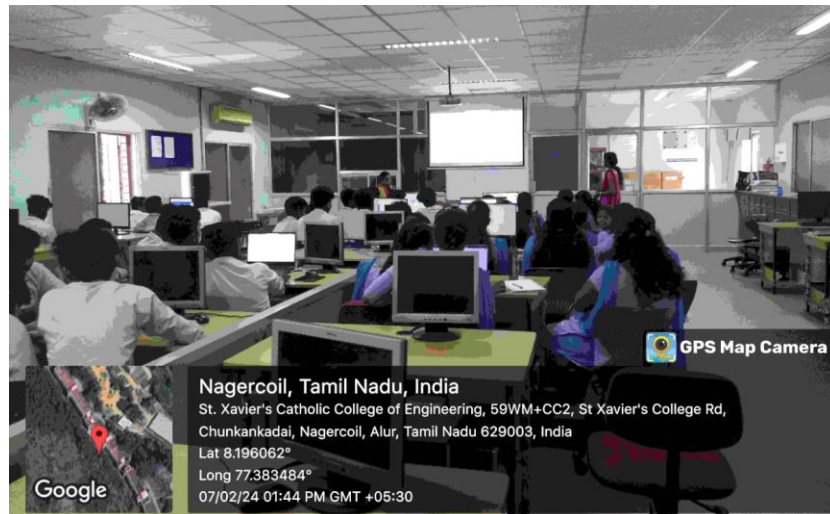 GPS Map Camera
Nagercoil, Tamil Nadu, India
St. Xavier's Catholic College of Engineering, 59WM+CC2, St Xavier's College Rd,
Chunkankadai, Nagercoil, Alur, Tamil Nadu 629003, India
Lat 8.196062°
Long 77.383484°
07/02/24 01:44 PM GMT +05:30
Google